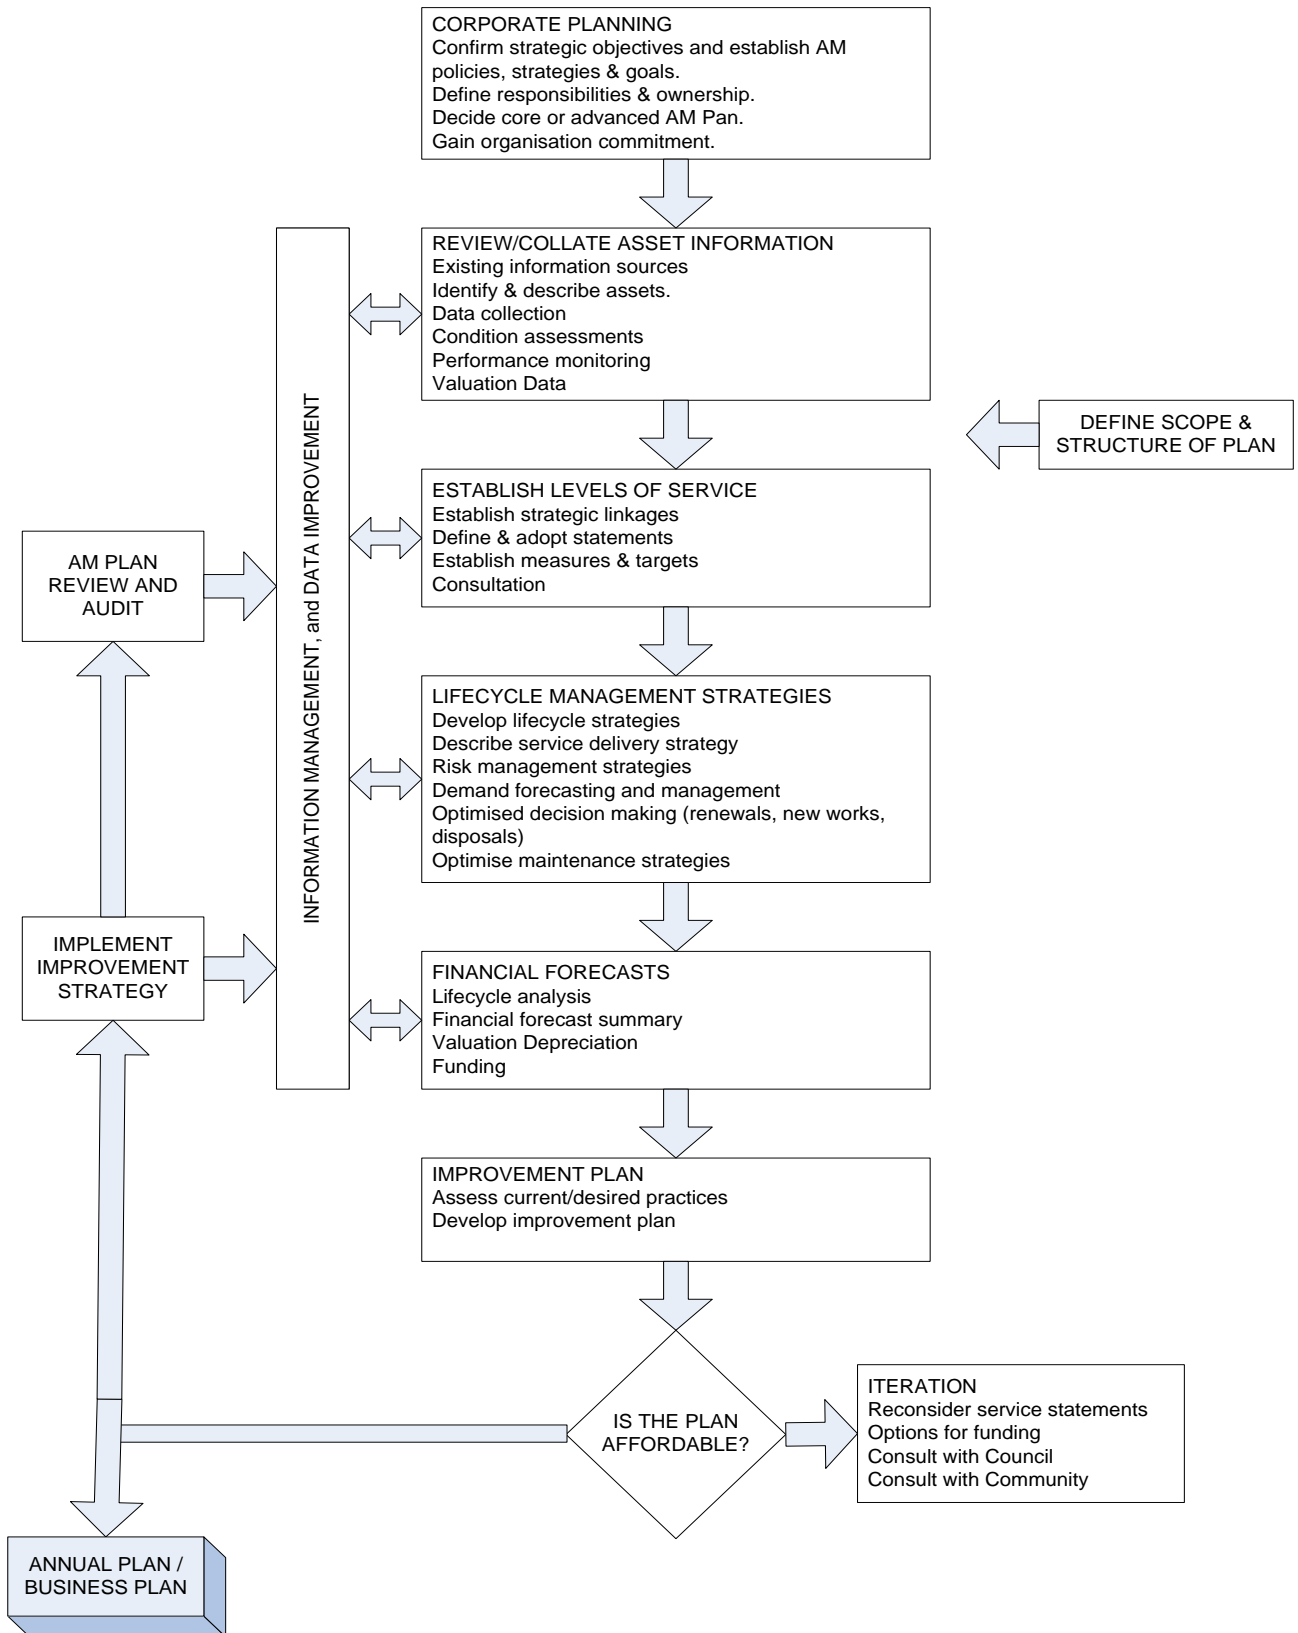 CORPORATE PLANNING
Confirm strategic objectives and establish AM
policies, strategies & goals.
Define responsibilities & ownership.
Decide core or advanced AM Pan.
Gain organisation commitment.
REVIEW/COLLATE ASSET INFORMATION
Existing information sources
Identify & describe assets.
Data collection
Condition assessments
Performance monitoring
Valuation Data
DEFINE SCOPE &
STRUCTURE OF PLAN
ESTABLISH LEVELS OF SERVICE
Establish strategic linkages
Define & adopt statements
Establish measures & targets
Consultation
AM PLAN
REVIEW AND
AUDIT
INFORMATION MANAGEMENT, and DATA IMPROVEMENT
LIFECYCLE MANAGEMENT STRATEGIES
Develop lifecycle strategies
Describe service delivery strategy
Risk management strategies
Demand forecasting and management
Optimised decision making (renewals, new works,
disposals)
Optimise maintenance strategies
IMPLEMENT
IMPROVEMENT
STRATEGY
FINANCIAL FORECASTS
Lifecycle analysis
Financial forecast summary
Valuation Depreciation
Funding
IMPROVEMENT PLAN
Assess current/desired practices
Develop improvement plan
IS THE PLAN
AFFORDABLE?
ITERATION
Reconsider service statements
Options for funding
Consult with Council
Consult with Community
ANNUAL PLAN /
BUSINESS PLAN